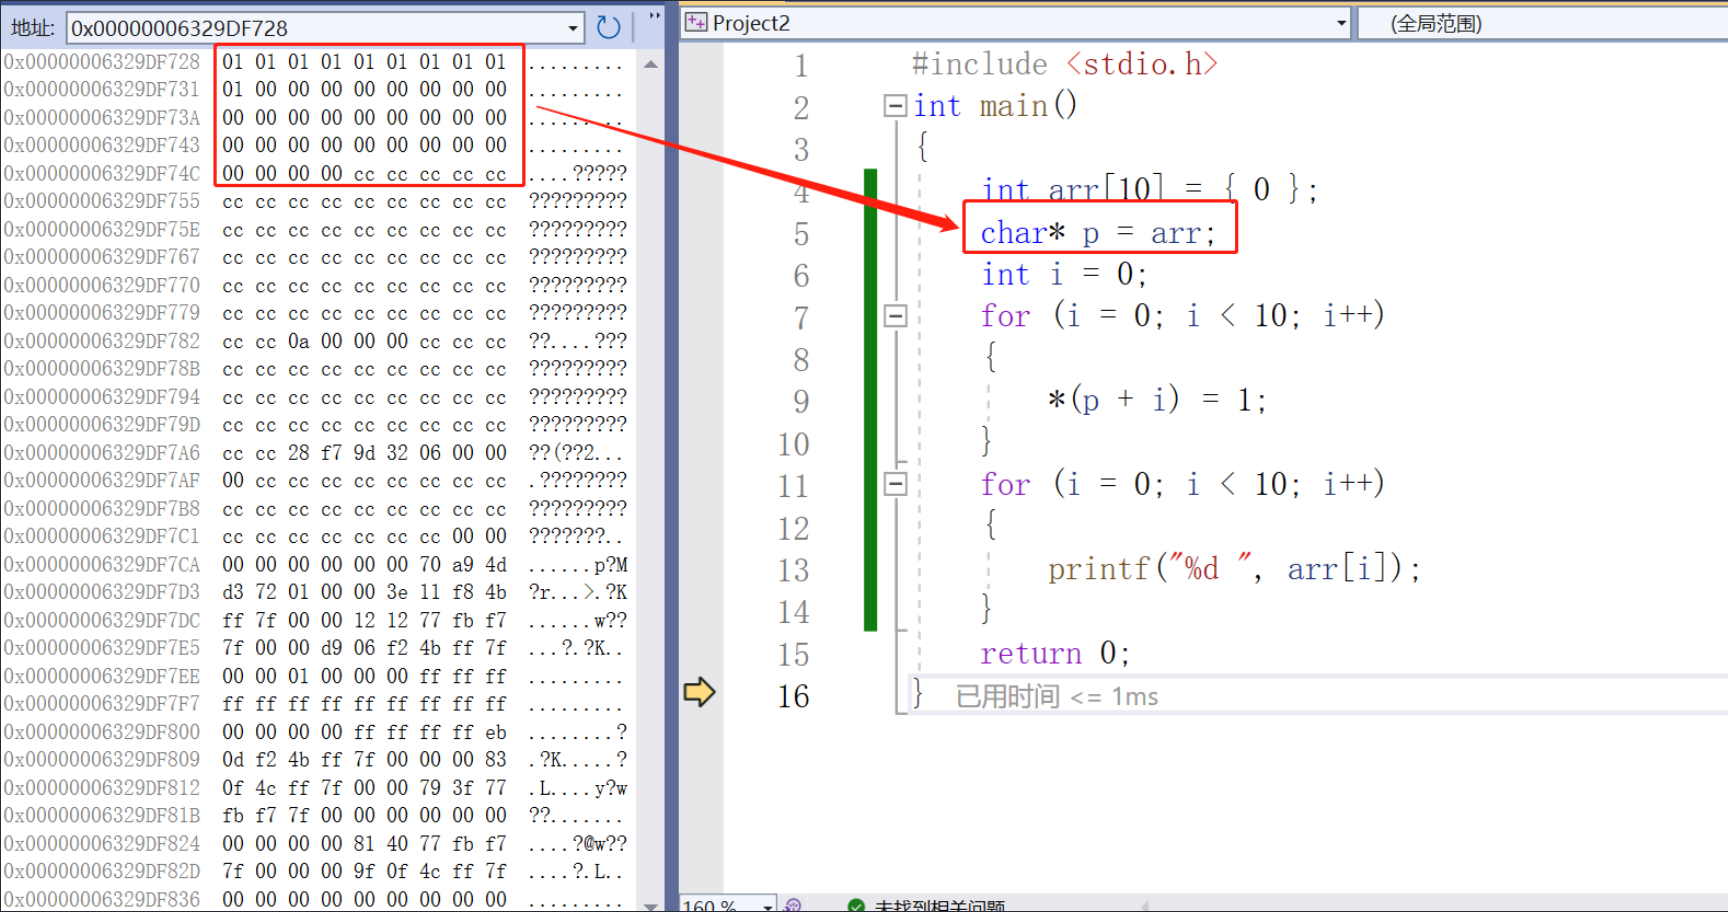 地址: 0x00000006329DF728
0x00000006329DF728 01 01 01 01 01 01 01 01 01 .........
0x00000006329DF731 01 00 00 00 00 00 00 00 00 .........
0x00000006329DF73A 00 00 00 00 00 00 00 00 00 .........
0x00000006329DF743 00 00 00 00 00 00 00 00 00 .........
0x00000006329DF74C 00 00 00 00 cc cc cc cc cc ....?????
0x00000006329DF755 cc cc cc cc cc cc cc cc cc ?????????
0x00000006329DF75E cc cc cc cc cc cc cc cc cc ?????????
0x00000006329DF767 cc cc cc cc cc cc cc cc cc ?????????
0x00000006329DF770 cc cc cc cc cc cc cc cc cc ?????????
0x00000006329DF779 cc cc cc cc cc cc cc cc cc ?????????
0x00000006329DF782 cc cc 0a 00 00 00 cc cc cc ??....???
0x00000006329DF78B cc cc cc cc cc cc cc cc cc ?????????
0x00000006329DF794 cc cc cc cc cc cc cc cc cc ?????????
0x00000006329DF79D cc cc cc cc cc cc cc cc cc ?????????
0x00000006329DF7A6 cc cc 28 f7 9d 32 06 00 00 ??(??2...
0x00000006329DF7AF 00 cc cc cc cc cc cc cc cc .????????
0x00000006329DF7B8 cc cc cc cc cc cc cc cc cc ?????????
0x00000006329DF7C1 cc cc cc cc cc cc cc 00 00 ???????..
0x00000006329DF7CA 00 00 00 00 00 00 70 a9 4d ......p?M
0x00000006329DF7D3 d3 72 01 00 00 3e 11 f8 4b ?r...>.?K
0x00000006329DF7DC ff 7f 00 00 12 12 77 fb f7 ......w??
0x00000006329DF7E5 7f 00 00 d9 06 f2 4b ff 7f ...?.?K..
0x00000006329DF7EE 00 00 01 00 00 00 ff ff ff .........
0x00000006329DF7F7 ff ff ff ff ff ff ff ff ff .........
0x00000006329DF800 00 00 00 00 ff ff ff ff eb ........?
0x00000006329DF809 0d f2 4b ff 7f 00 00 00 83 .?K.....?
0x00000006329DF812 0f 4c ff 7f 00 00 79 3f 77 .L....y?w
0x00000006329DF81B fb f7 7f 00 00 00 00 00 00 ??.......
0x00000006329DF824 00 00 00 00 81 40 77 fb f7 ....?@w??
0x00000006329DF82D 7f 00 00 00 9f 0f 4c ff 7f ....?.L..
0x00000006329DF836 00 00 00 00 00 00 00 00 00 .........
Project2 (全局范围)
1 #include <stdio.h>
2 int main()
3 {
4 int arr[10] = { 0 };
5 char* p = arr;
6 int i = 0;
7 for (i = 0; i < 10; i++)
8 {
9 *(p + i) = 1;
10 }
11 for (i = 0; i < 10; i++)
12 {
13 printf("%d ", arr[i]);
14 }
15 return 0;
16 } 已用时间 <= 1ms
160 % 未找到相关问题